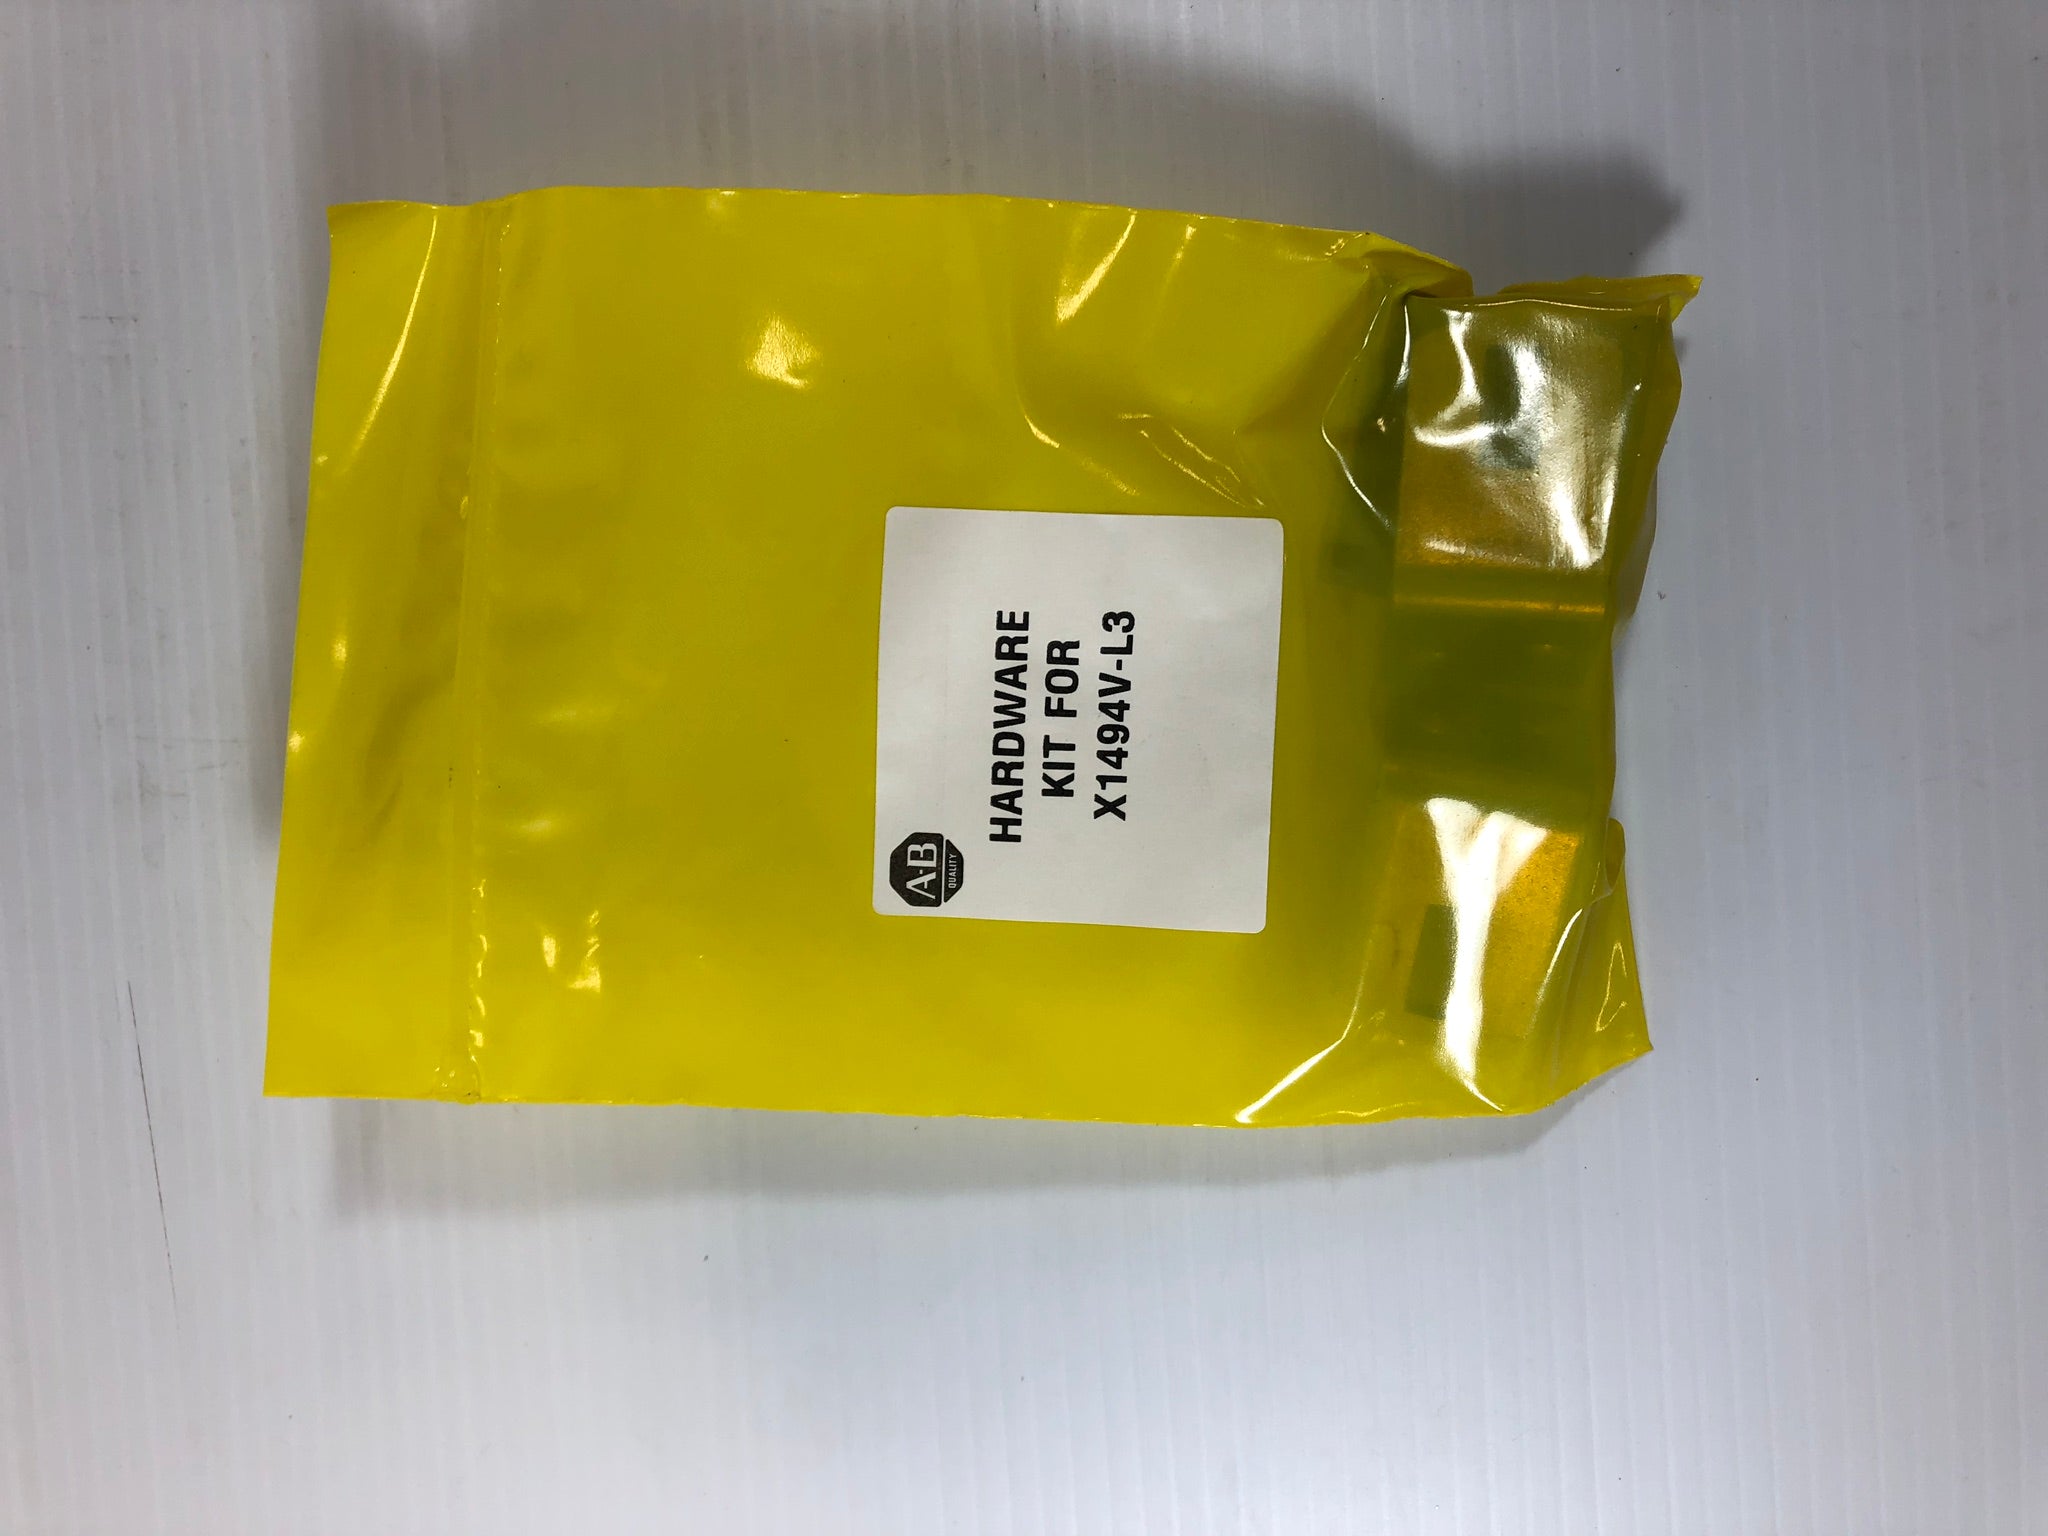 A-B
QUALITY
HARDWARE
KIT FOR
X1494V-L3